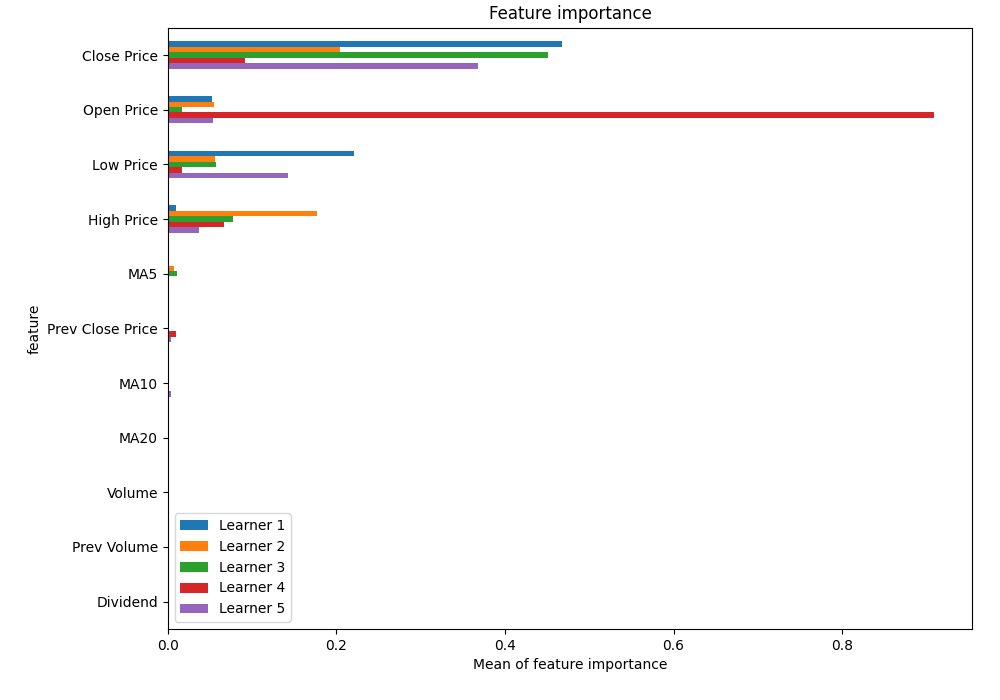 Feature importance
Close Price
Open Price
Low Price
High Price
MA5
Prev Close Price
MA10
MA20
Volume
Prev Volume
Dividend
feature
Learner 1
Learner 2
Learner 3
Learner 4
Learner 5
0.0 0.2 0.4 0.6 0.8
Mean of feature importance